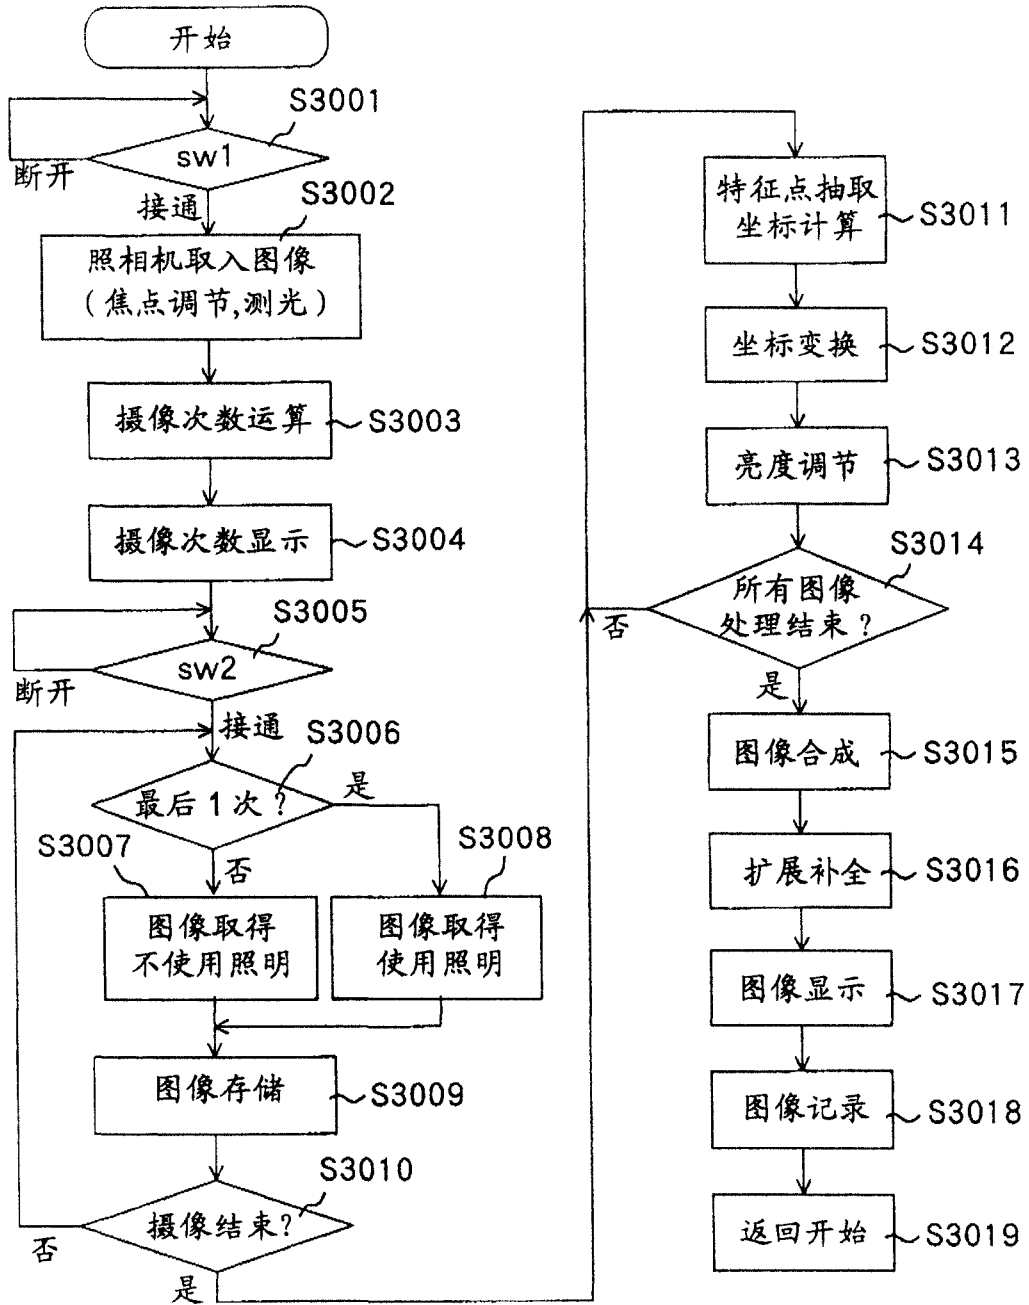 开始
S3001
sw1
断开
接通
S3002
照相机取入图像
(焦点调节,测光)
摄像次数运算
S3003
摄像次数显示
S3004
S3005
sw2
断开
接通
S3006
最后1次?
是
S3007
否
S3008
图像取得
不使用照明
图像取得
使用照明
图像存储
S3009
S3010
摄像结束?
否
是
特征点抽取
坐标计算
S3011
坐标变换
S3012
亮度调节
S3013
S3014
所有图像
处理结束?
否
是
图像合成
S3015
扩展补全
S3016
图像显示
S3017
图像记录
S3018
返回开始
S3019